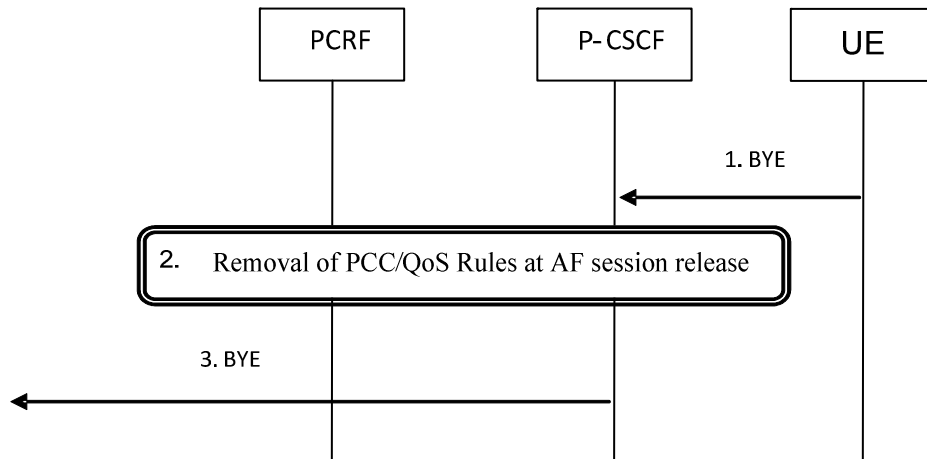 PCRF
P-CSCF
UE
1. BYE
2. Removal of PCC/QoS Rules at AF session release
3. BYE